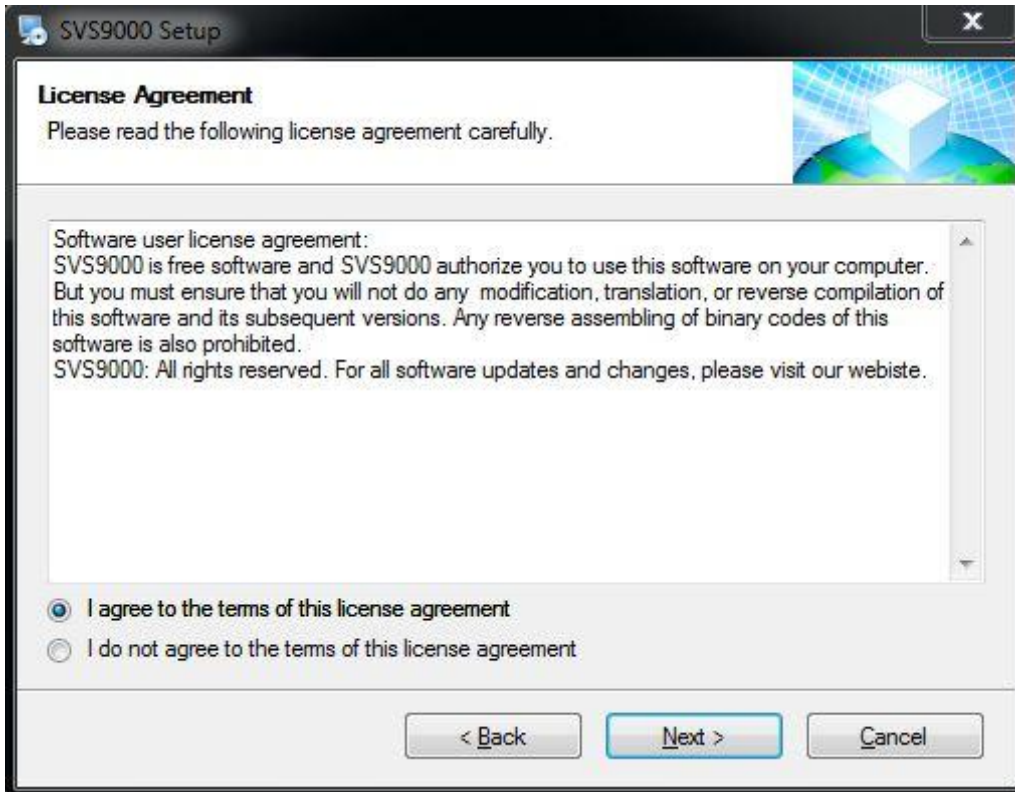 SVS9000 Setup
x
License Agreement
Please read the following license agreement carefully.
Software user license agreement:
SVS9000 is free software and SVS9000 authorize you to use this software on your computer.
But you must ensure that you will not do any  modification, translation, or reverse compilation of
this software and its subsequent versions. Any reverse assembling of binary codes of this
software is also prohibited.
SVS9000: All rights reserved. For all software updates and changes, please visit our webiste.
I agree to the terms of this license agreement
I do not agree to the terms of this license agreement
< Back
Next >
Cancel